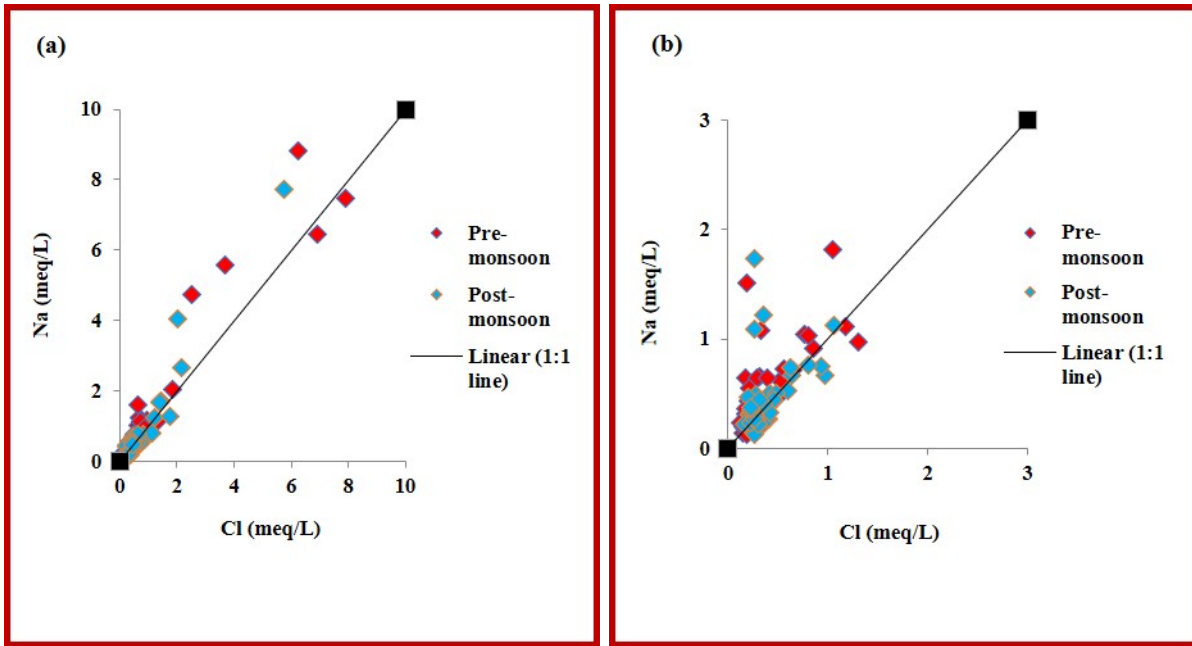 (a)
10
8
6
4
2
0
Na (meq/L)
0 2 4 6 8 10
Cl (meq/L)
Pre-
monsoon
Post-
monsoon
Linear (1:1
line)
(b)
3
2
1
0
Na (meq/L)
0 1 2 3
Cl (meq/L)
Pre-
monsoon
Post-
monsoon
Linear (1:1
line)